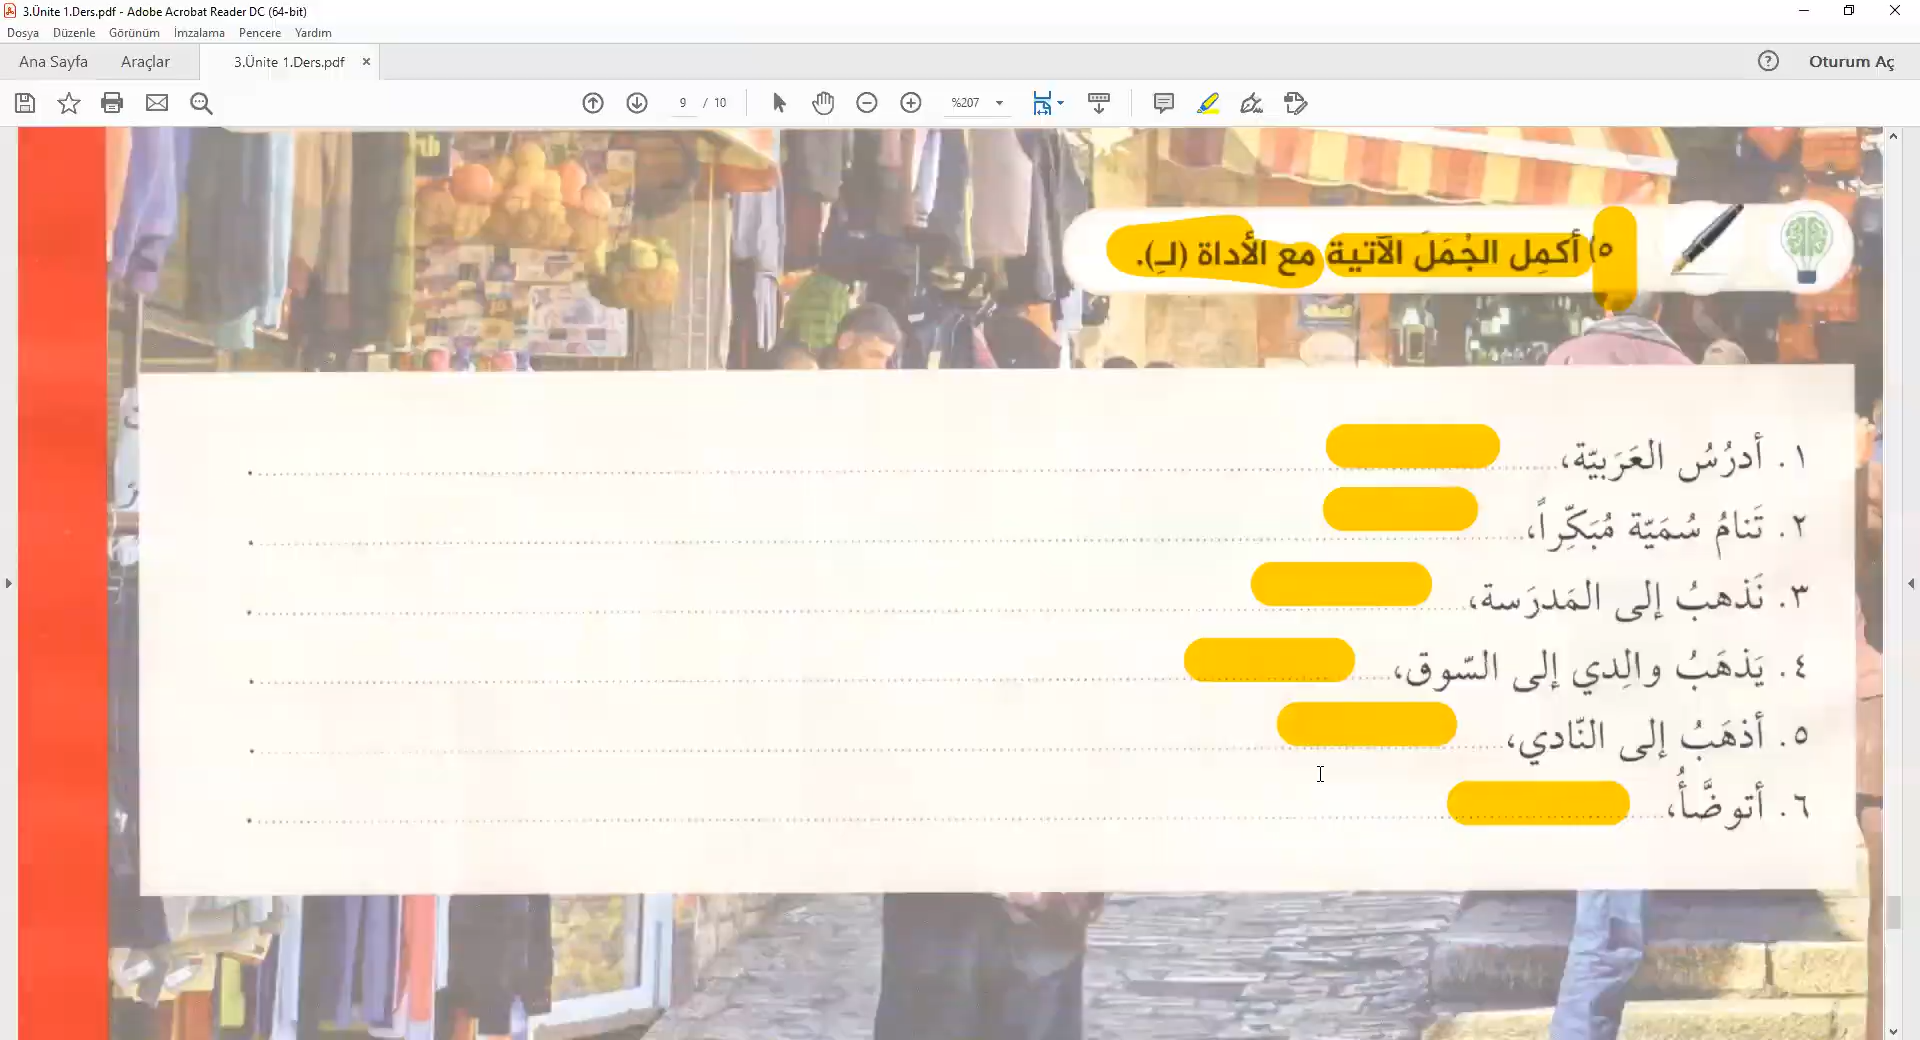 3.Ünite 1.Ders.pdf - Adobe Acrobat Reader DC (64-bit)
Dosya Düzenle Görünüm İmzalama Pencere Yardım
Ana Sayfa Araçlar 3.Ünite 1.Ders.pdf × Oturum Aç
9 / 10 %207
٥) أكمِل الجُمَلَ الآتية مع الأداة (لـِ).
١. أدرُسُ العَرَبيّة، .
٢. تَنامُ سُمَيّة مُبَكِّراً، .
٣. نَذهبُ إلى المَدرَسة، .
٤. يَذهَبُ والِدي إلى السّوق، .
٥. أذهَبُ إلى النّادي، .
٦. أتوضَّأُ، .